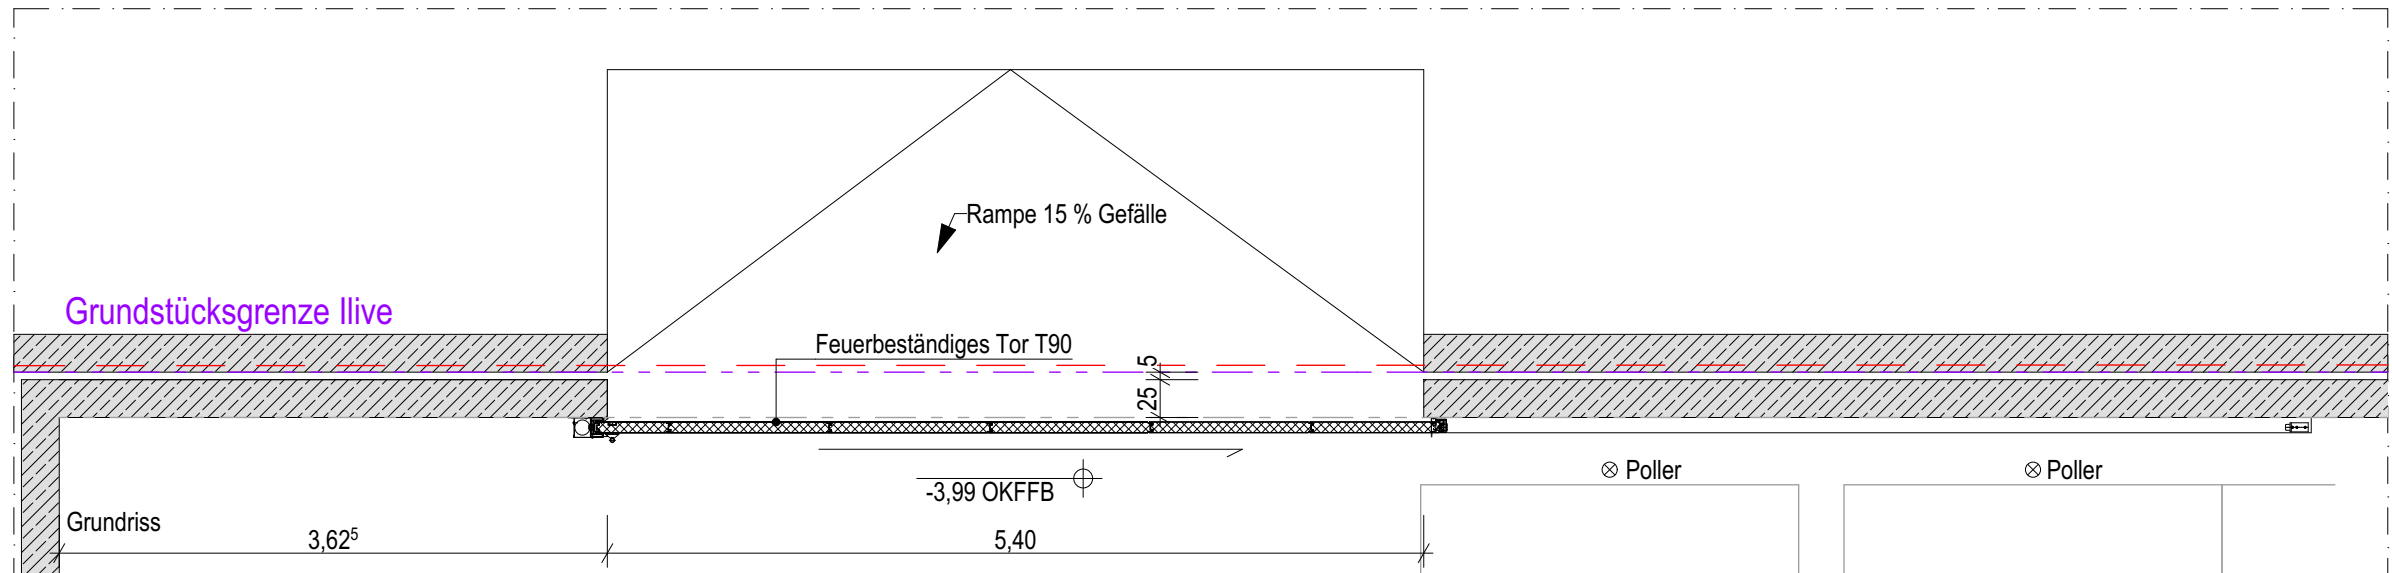 Rampe 15 % Gefälle
Grundstücksgrenze Ilive
Feuerbeständiges Tor T90
5
25
Poller
Poller
-3,99 OKFFB
Grundriss
3,62⁵
5,40